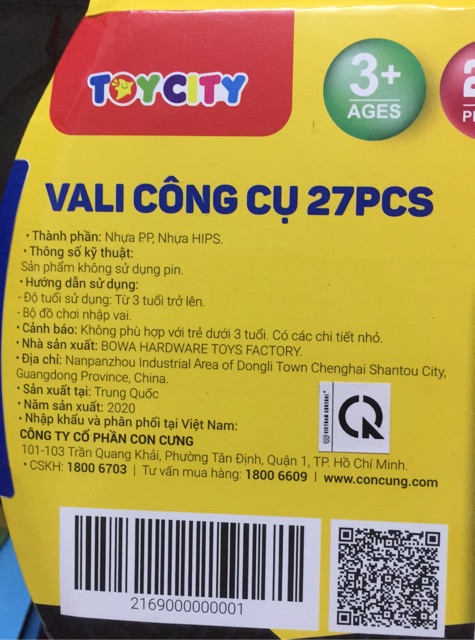 TOYCITY
3+
AGES
2
VALI CÔNG CỤ 27PCS
• Thành phần: Nhựa PP, Nhựa HIPS.
• Thông số kỹ thuật:
Sản phẩm không sử dụng pin.
• Hướng dẫn sử dụng:
- Độ tuổi sử dụng: Từ 3 tuổi trở lên.
- Bộ đồ chơi nhập vai.
• Cảnh báo: Không phù hợp với trẻ dưới 3 tuổi. Có các chi tiết nhỏ.
• Nhà sản xuất: BOWA HARDWARE TOYS FACTORY.
• Địa chỉ: Nanpanzhou Industrial Area of Dongli Town Chenghai Shantou City,
Guangdong Province, China.
• Sản xuất tại: Trung Quốc
• Năm sản xuất: 2020
• Nhập khẩu và phân phối tại Việt Nam:
CÔNG TY CỔ PHẦN CON CƯNG
101-103 Trần Quang Khải, Phường Tân Định, Quận 1, TP. Hồ Chí Minh.
• CSKH: 1800 6703 | Tư vấn mua hàng: 1800 6609 | www.concung.com
VIETNAM CONTROL
CR
2169000000001